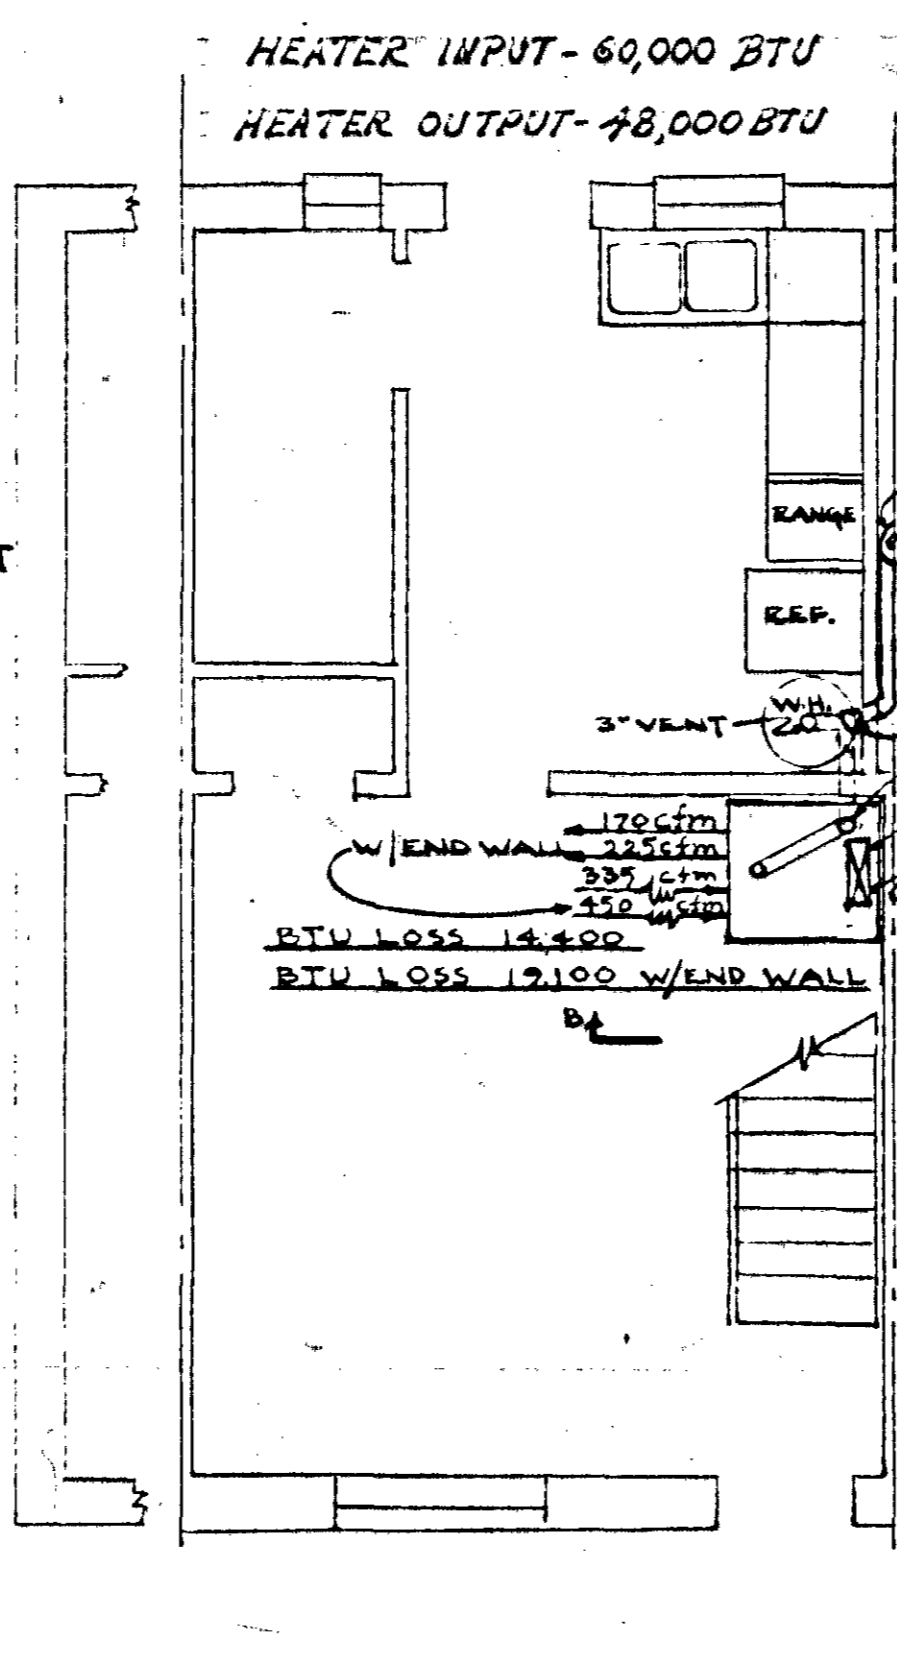 HEATER INPUT - 60,000 BTU
HEATER OUTPUT - 48,000 BTU
T
RANGE
REF.
W.H.
3" VENT
170 cfm
W/END WALL 225 cfm
335 cfm
450 cfm
BTU LOSS 14,400
BTU LOSS 19,100 W/END WALL
B